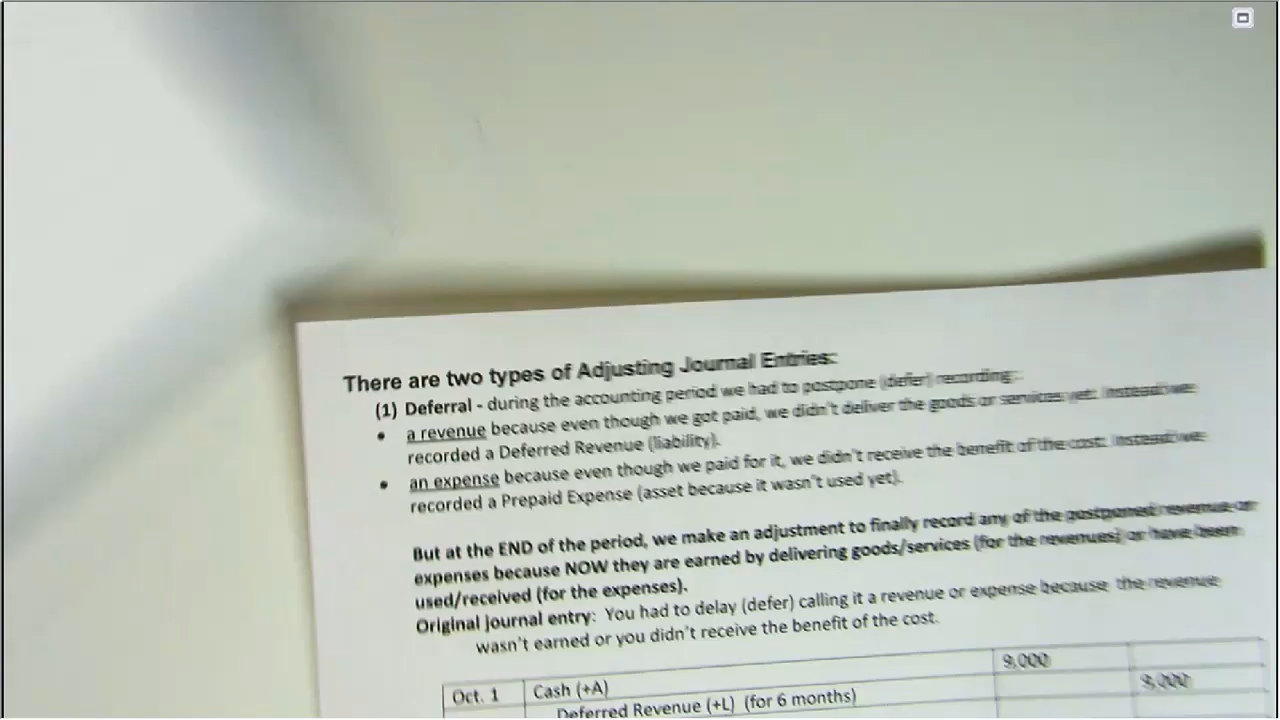 There are two types of Adjusting Journal Entries:
(1) Deferral - during the accounting period we had to postpone (defer) recording:
• a revenue because even though we got paid, we didn't deliver the goods or services yet. Instead we
recorded a Deferred Revenue (liability).
• an expense because even though we paid for it, we didn't receive the benefit of the cost. Instead we
recorded a Prepaid Expense (asset because it wasn't used yet).
But at the END of the period, we make an adjustment to finally record any of the postponed revenue or
expenses because NOW they are earned by delivering goods/services (for the revenues) or have been
used/received (for the expenses).
Original journal entry: You had to delay (defer) calling it a revenue or expense because the revenue
wasn't earned or you didn't receive the benefit of the cost.
Oct. 1 Cash (+A) 9,000
Deferred Revenue (+L) (for 6 months) 9,000